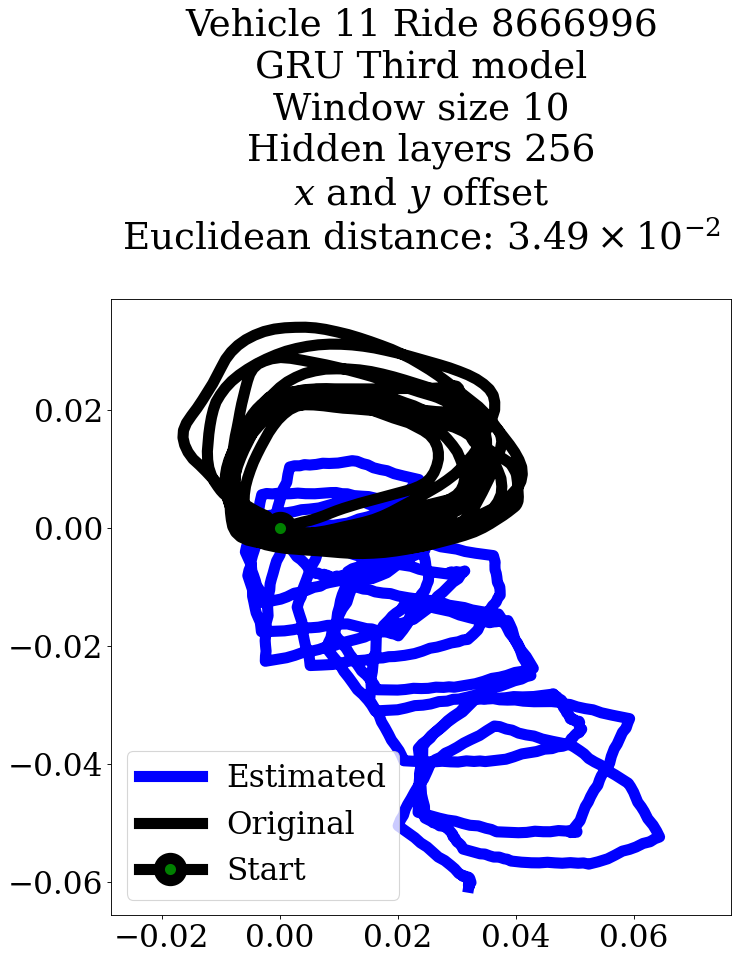 Vehicle 11 Ride 8666996
GRU Third model
Window size 10
Hidden layers 256
x and y offset
Euclidean distance: 3.49 × 10⁻²
0.02
0.00
−0.02
−0.04
−0.06
Estimated
Original
Start
−0.02 0.00 0.02 0.04 0.06